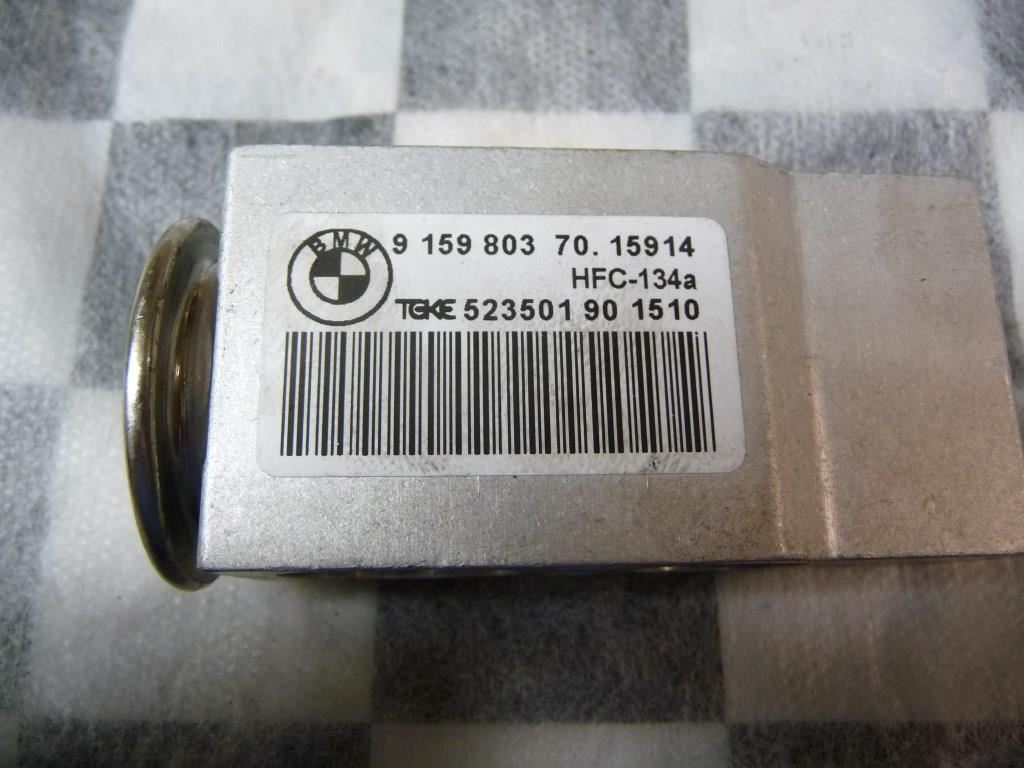 BMW
9 159 803 70. 15914
HFC-134a
TGKE 523501 90 1510